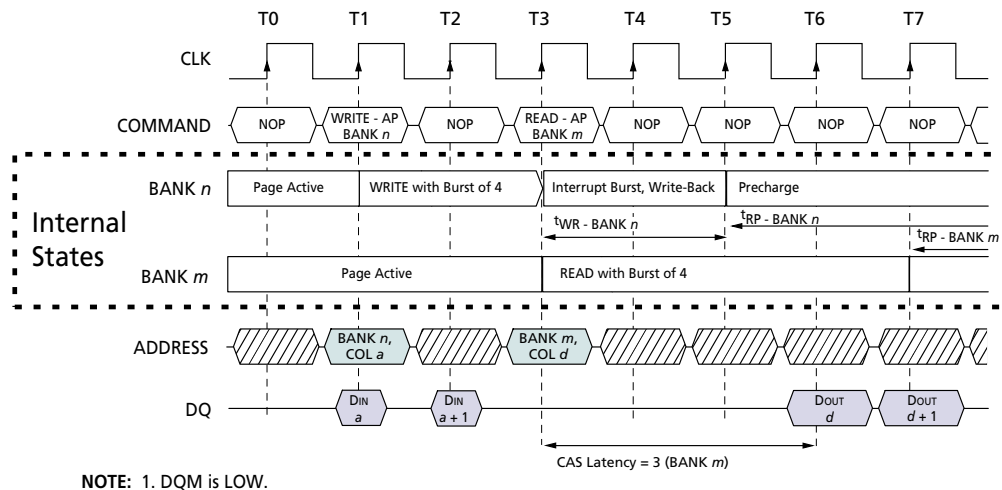 T0 T1 T2 T3 T4 T5 T6 T7
CLK
COMMAND NOP WRITE - AP BANK n NOP READ - AP BANK m NOP NOP NOP NOP
BANK n Page Active WRITE with Burst of 4 Interrupt Burst, Write-Back Precharge
Internal States
tWR - BANK n tRP - BANK n
tRP - BANK m
BANK m Page Active READ with Burst of 4
ADDRESS BANK n, COL a BANK m, COL d
DQ DIN a DIN a + 1 DOUT d DOUT d + 1
CAS Latency = 3 (BANK m)
NOTE: 1. DQM is LOW.